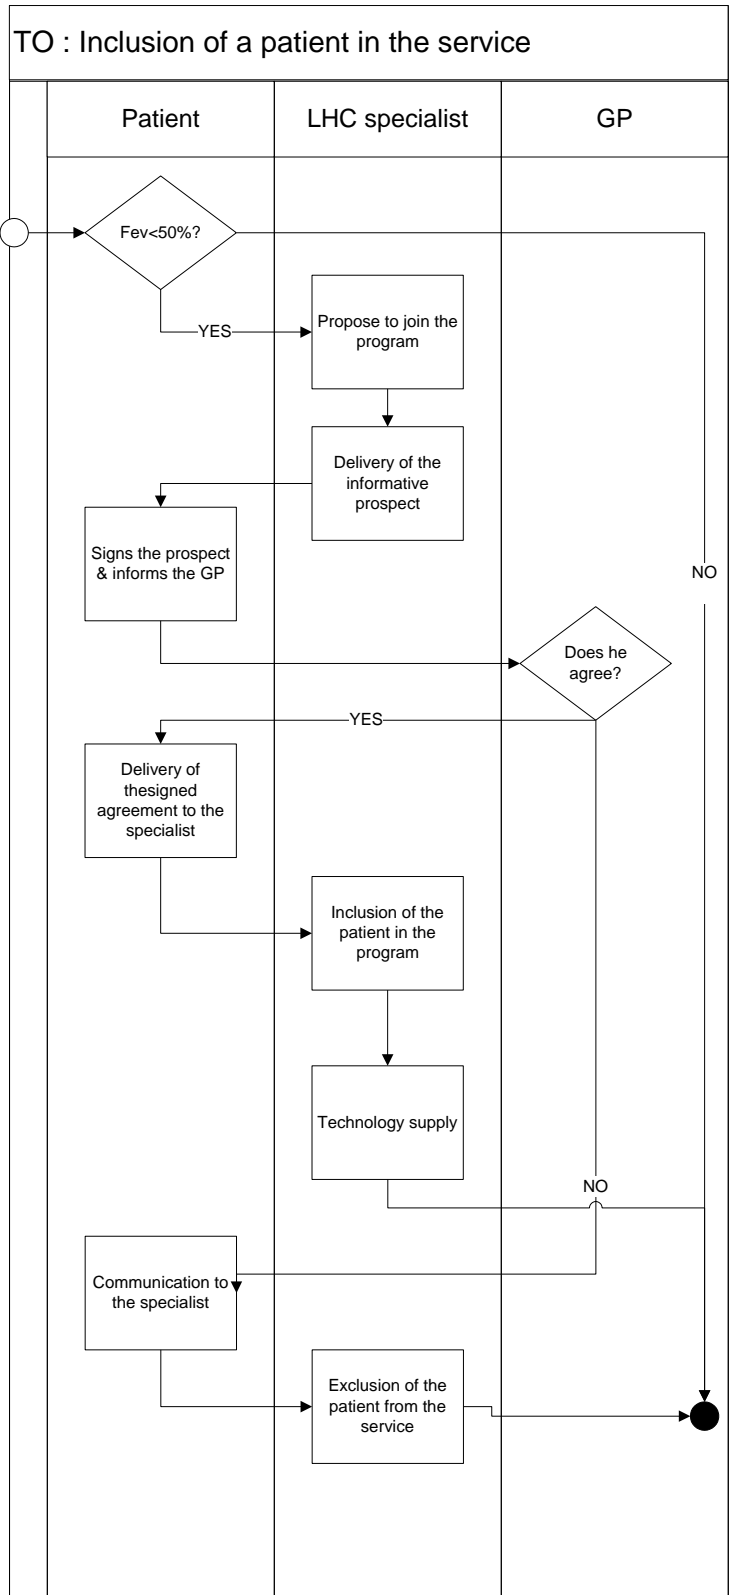 TO : Inclusion of a patient in the service
Patient
LHC specialist
GP
Fev<50%?
YES
Propose to join the
program
Delivery of the
informative
prospect
Signs the prospect
& informs the GP
NO
Does he
agree?
YES
Delivery of
thesigned
agreement to the
specialist
Inclusion of the
patient in the
program
Technology supply
NO
Communication to
the specialist
Exclusion of the
patient from the
service